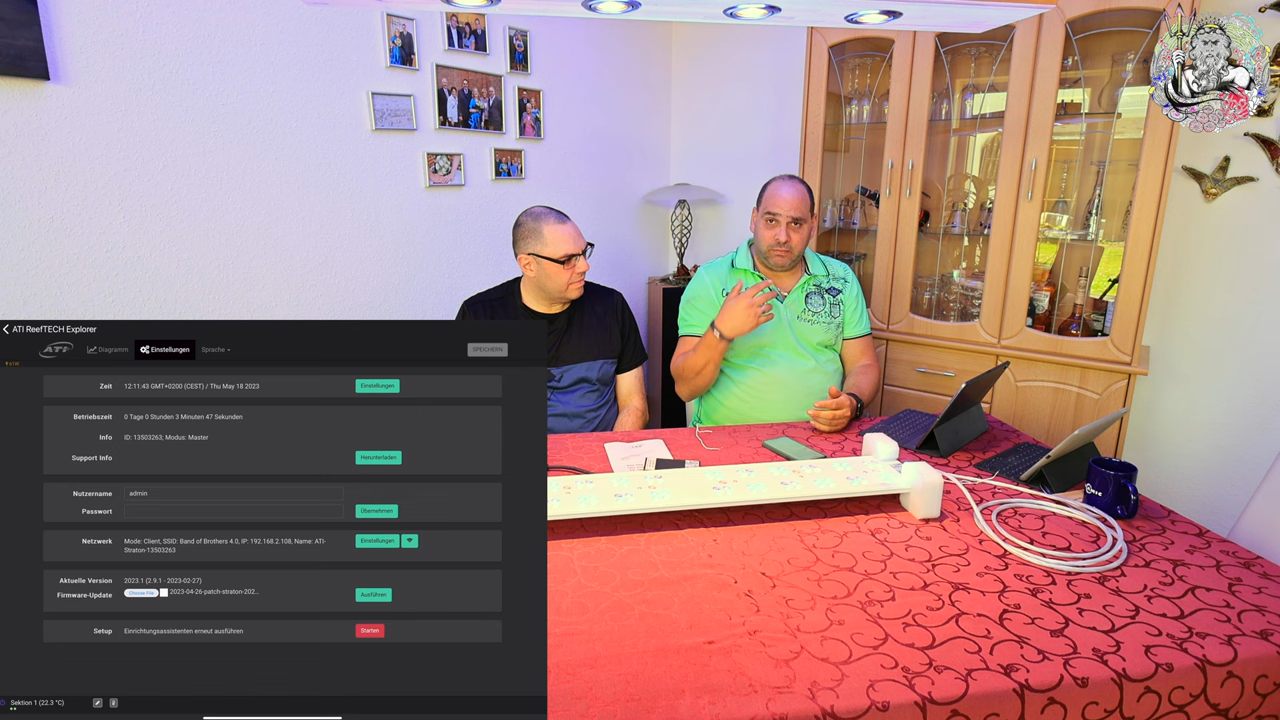 ATI ReefTECH Explorer
ATI Diagramm Einstellungen Sprache SPEICHERN
Zeit 12:11:43 GMT+0200 (CEST) / Thu May 18 2023 Einstellungen
Betriebszeit 0 Tage 0 Stunden 3 Minuten 47 Sekunden
Info ID: 13503263; Modus: Master
Support Info Herunterladen
Nutzername admin
Passwort Übernehmen
Netzwerk Mode: Client, SSID: Band of Brothers 4.0, IP: 192.168.2.108, Name: ATI-
Straton-13503263 Einstellungen
Aktuelle Version 2023.1 (2.9.1 - 2023-02-27)
Firmware-Update Choose File 2023-04-26-patch-straton-202... Ausführen
Setup Einrichtungsassistenten erneut ausführen Starten
Sektion 1 (22.3 °C)